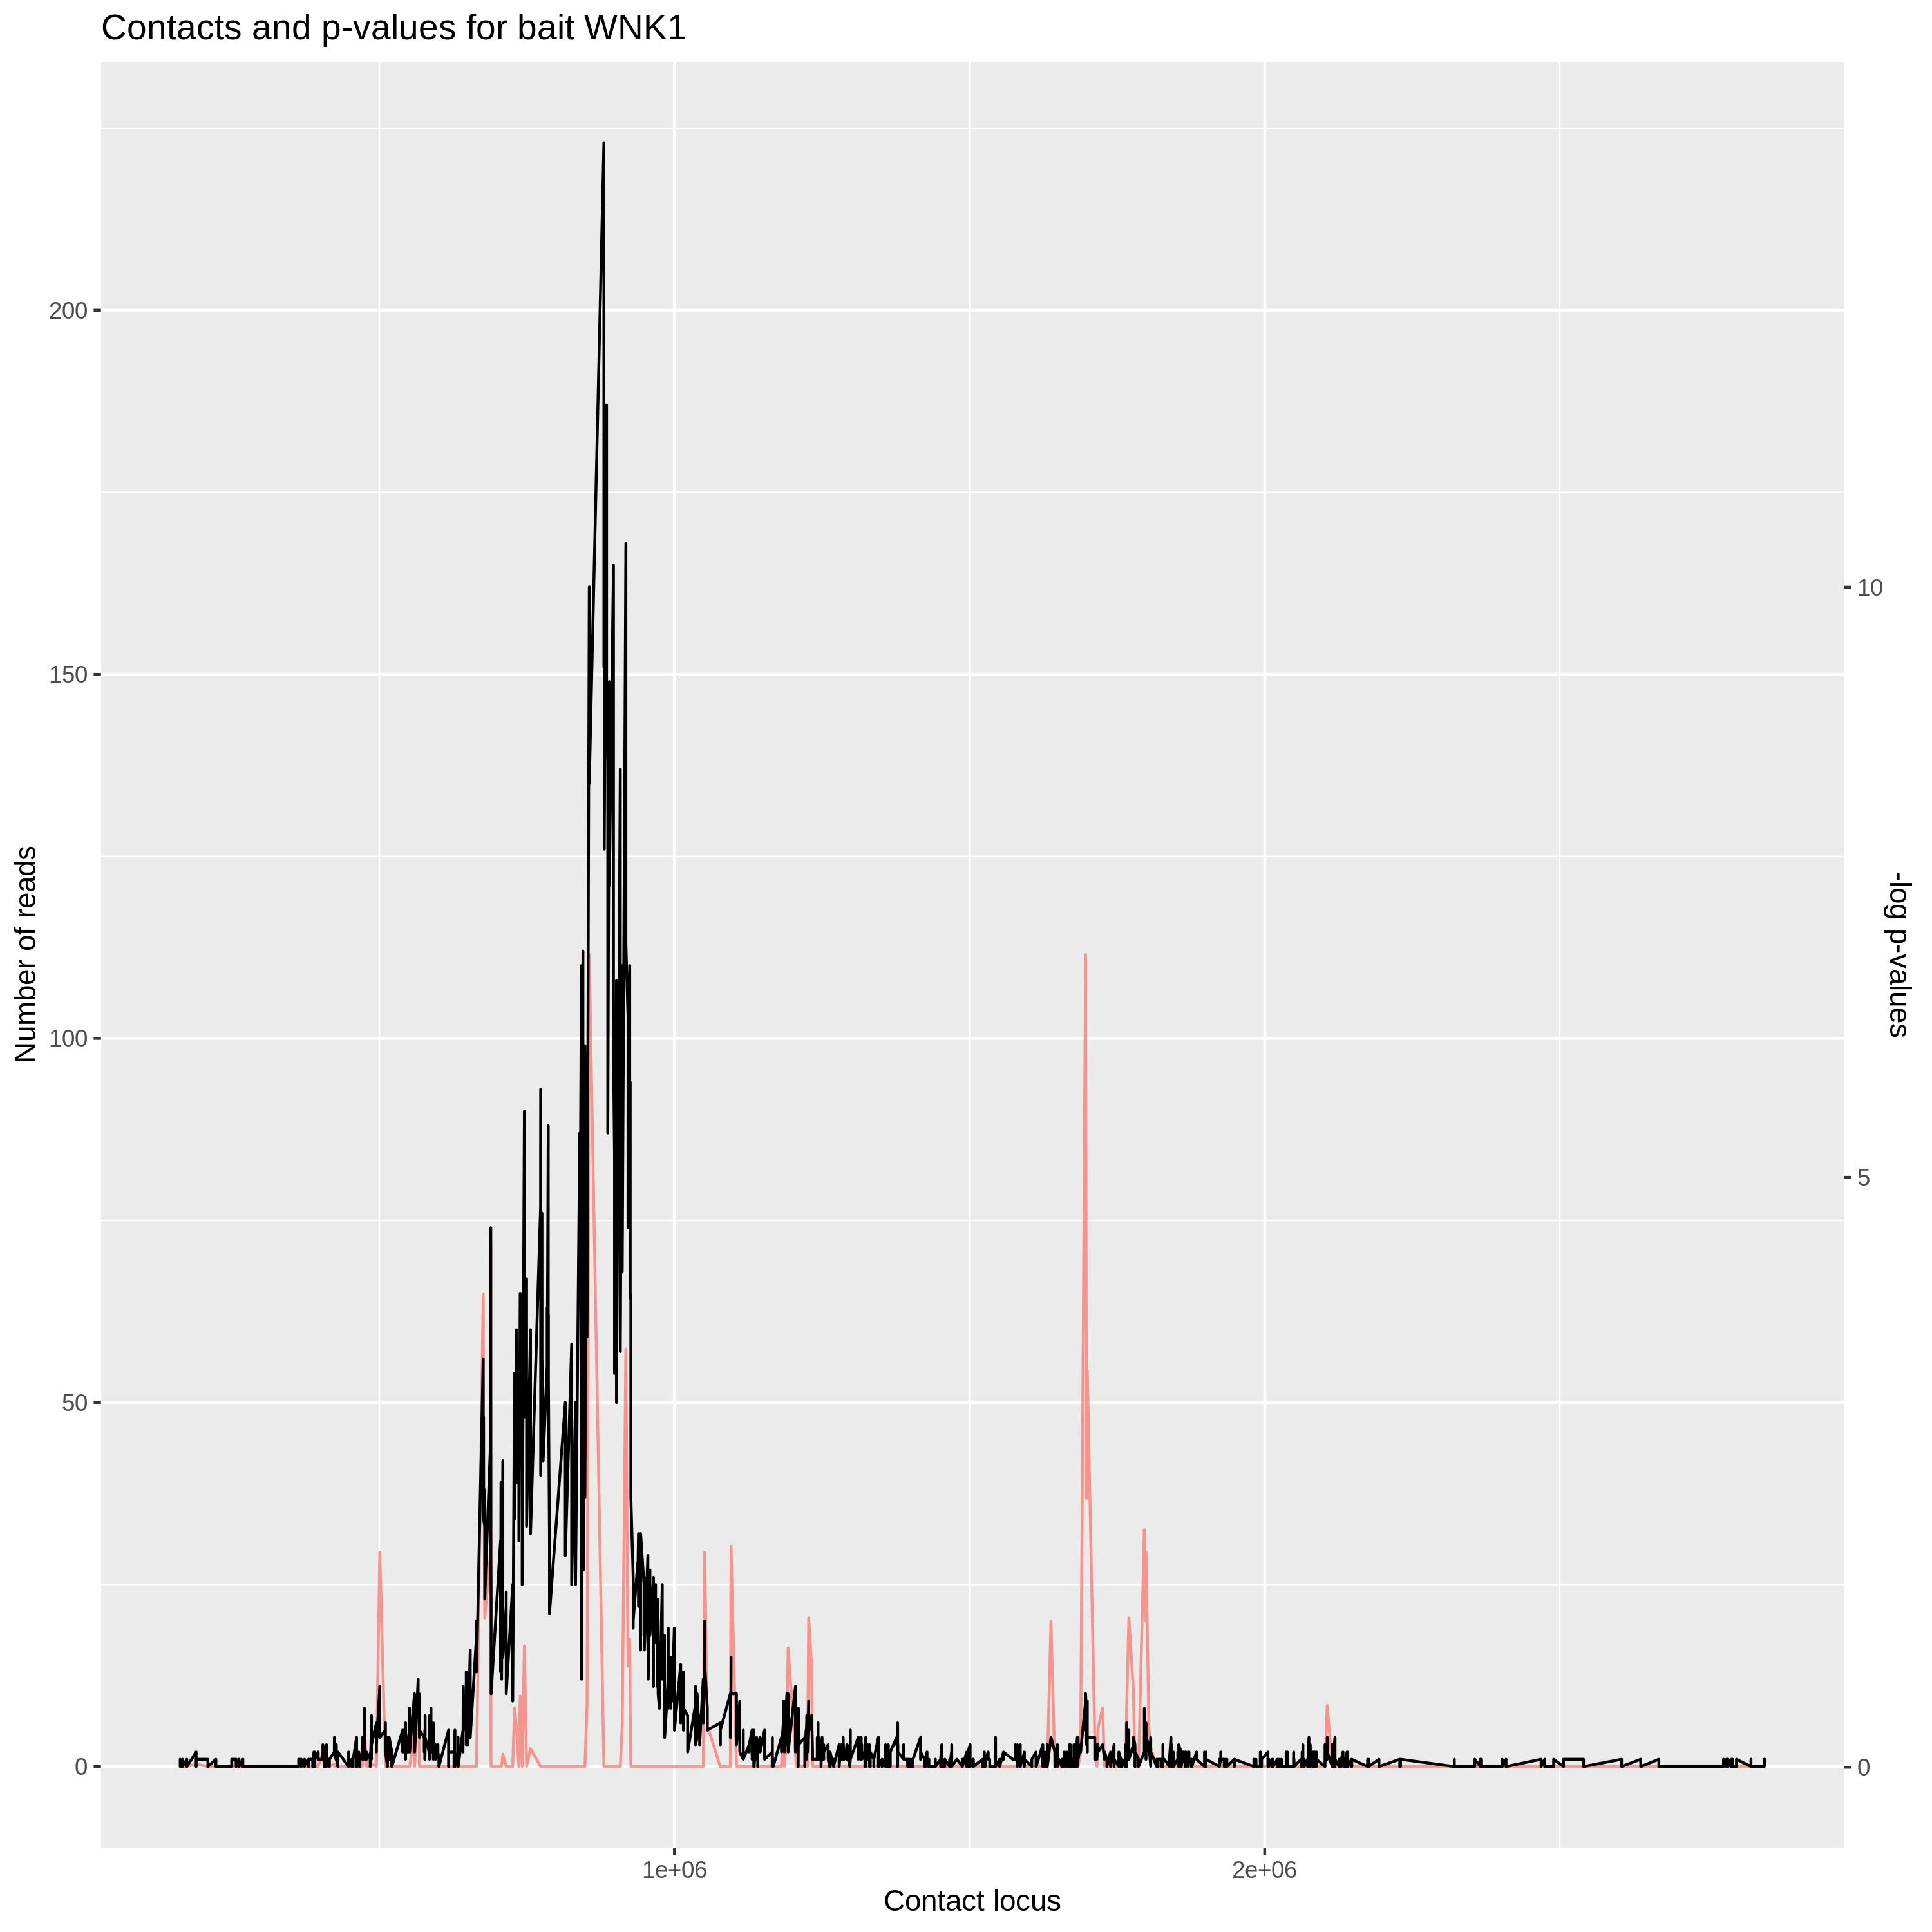 Contacts and p-values for bait WNK1
200
150
100
50
0
Number of reads
10
5
0
-log p-values
1e+06
2e+06
Contact locus